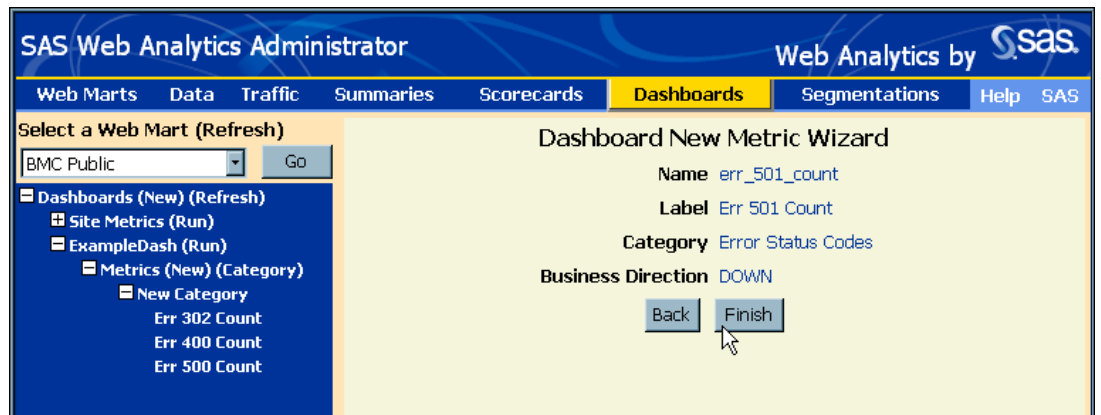 SAS Web Analytics Administrator
Web Analytics by sas.
Web Marts Data Traffic Summaries Scorecards Dashboards Segmentations Help SAS
Select a Web Mart (Refresh)
BMC Public Go
Dashboards (New) (Refresh)
Site Metrics (Run)
ExampleDash (Run)
Metrics (New) (Category)
New Category
Err 302 Count
Err 400 Count
Err 500 Count
Dashboard New Metric Wizard
Name err_501_count
Label Err 501 Count
Category Error Status Codes
Business Direction DOWN
Back Finish